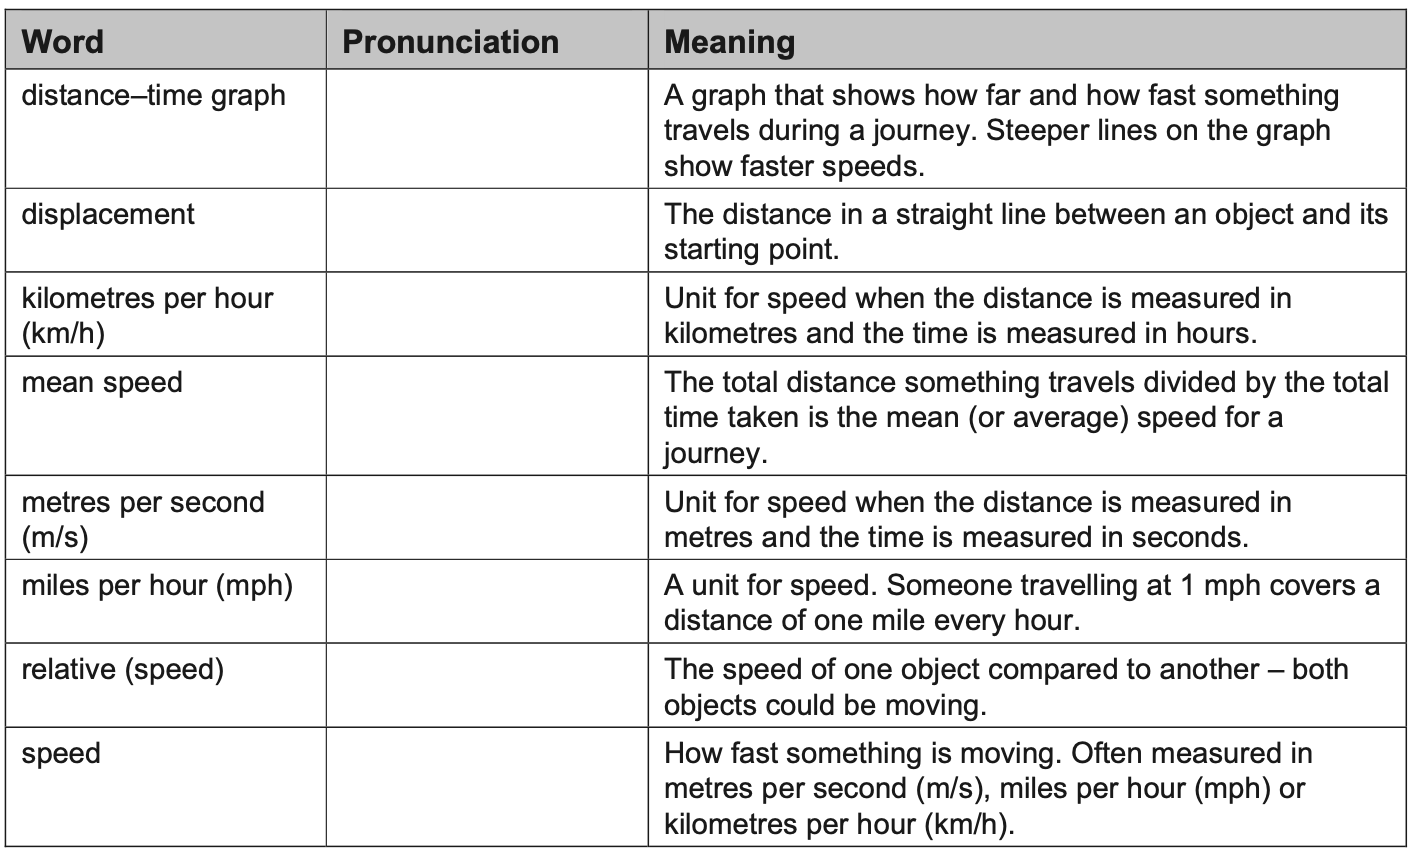 Word Pronunciation Meaning
distance–time graph A graph that shows how far and how fast something
travels during a journey. Steeper lines on the graph
show faster speeds.
displacement The distance in a straight line between an object and its
starting point.
kilometres per hour Unit for speed when the distance is measured in
(km/h) kilometres and the time is measured in hours.
mean speed The total distance something travels divided by the total
time taken is the mean (or average) speed for a
journey.
metres per second Unit for speed when the distance is measured in
(m/s) metres and the time is measured in seconds.
miles per hour (mph) A unit for speed. Someone travelling at 1 mph covers a
distance of one mile every hour.
relative (speed) The speed of one object compared to another – both
objects could be moving.
speed How fast something is moving. Often measured in
metres per second (m/s), miles per hour (mph) or
kilometres per hour (km/h).